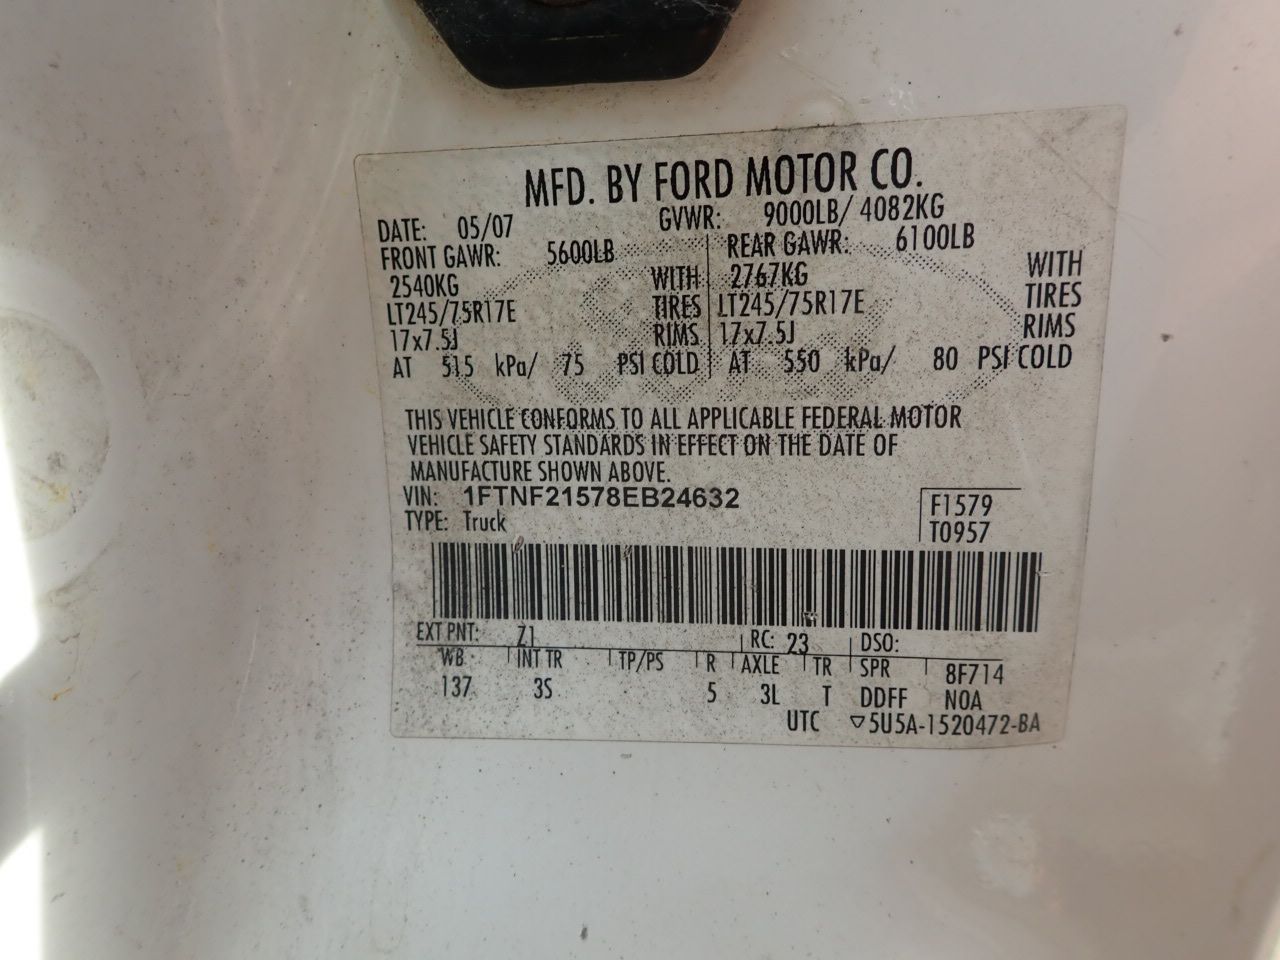 MFD. BY FORD MOTOR CO.
DATE: 05/07 GVWR: 9000LB/ 4082KG
FRONT GAWR: 5600LB REAR GAWR: 6100LB
2540KG WITH 2767KG WITH
LT245/75R17E TIRES LT245/75R17E TIRES
17x7.5J RIMS 17x7.5J RIMS
AT 515 kPa/ 75 PSI COLD AT 550 kPa/ 80 PSI COLD
THIS VEHICLE CONFORMS TO ALL APPLICABLE FEDERAL MOTOR
VEHICLE SAFETY STANDARDS IN EFFECT ON THE DATE OF
MANUFACTURE SHOWN ABOVE.
VIN: 1FTNF21578EB24632 F1579
TYPE: Truck T0957
EXT PNT: Z1 RC: 23 DSO:
WB INT TR TP/PS R AXLE TR SPR 8F714
137 3S 5 3L T DDFF NOA
UTC ▽5U5A-1520472-BA